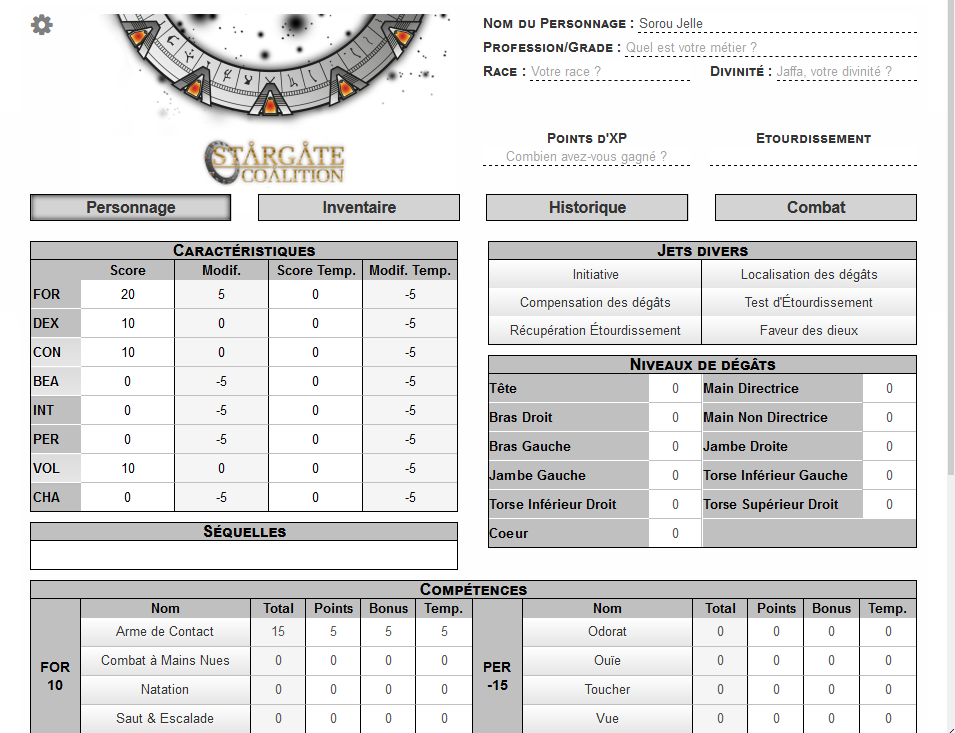 Nom du Personnage : Sorou Jelle
Profession/Grade : Quel est votre métier ?
Race : Votre race ? Divinité : Jaffa, votre divinité ?
Points d'XP Etourdissement
Combien avez-vous gagné ?
STARGATE
COALITION
Personnage Inventaire Historique Combat
Caractéristiques
Score Modif. Score Temp. Modif. Temp.
FOR 20 5 0 -5
DEX 10 0 0 -5
CON 10 0 0 -5
BEA 0 -5 0 -5
INT 0 -5 0 -5
PER 0 -5 0 -5
VOL 10 0 0 -5
CHA 0 -5 0 -5
Séquelles
Jets divers
Initiative Localisation des dégâts
Compensation des dégâts Test d'Étourdissement
Récupération Étourdissement Faveur des dieux
Niveaux de dégâts
Tête 0 Main Directrice 0
Bras Droit 0 Main Non Directrice 0
Bras Gauche 0 Jambe Droite 0
Jambe Gauche 0 Torse Inférieur Gauche 0
Torse Inférieur Droit 0 Torse Supérieur Droit 0
Coeur 0
Compétences
Nom Total Points Bonus Temp. Nom Total Points Bonus Temp.
Arme de Contact 15 5 5 5 Odorat 0 0 0 0
Combat à Mains Nues 0 0 0 0 Ouïe 0 0 0 0
FOR PER
10 -15
Natation 0 0 0 0 Toucher 0 0 0 0
Saut & Escalade 0 0 0 0 Vue 0 0 0 0